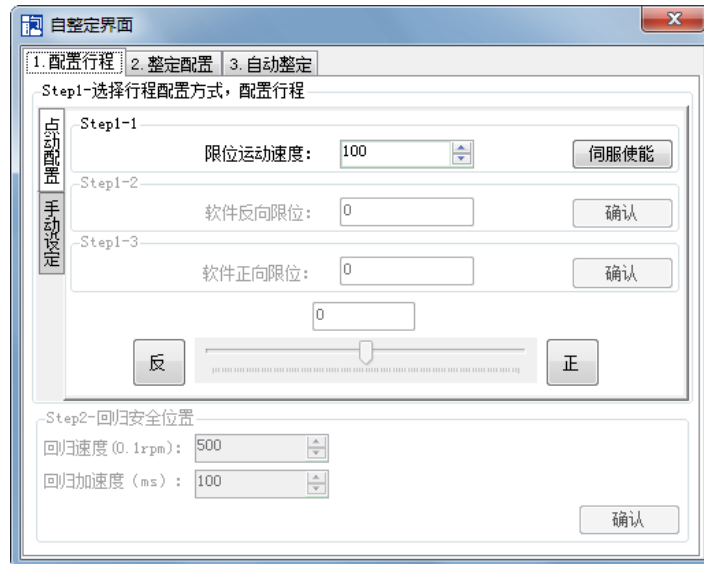 自整定界面
1.配置行程 2.整定配置 3.自动整定
Step1-选择行程配置方式，配置行程
点动配置
手动设定
Step1-1
限位运动速度： 100 伺服使能
Step1-2
软件反向限位： 0 确认
Step1-3
软件正向限位： 0 确认
0
反 正
Step2-回归安全位置
回归速度(0.1rpm): 500
回归加速度（ms）: 100
确认